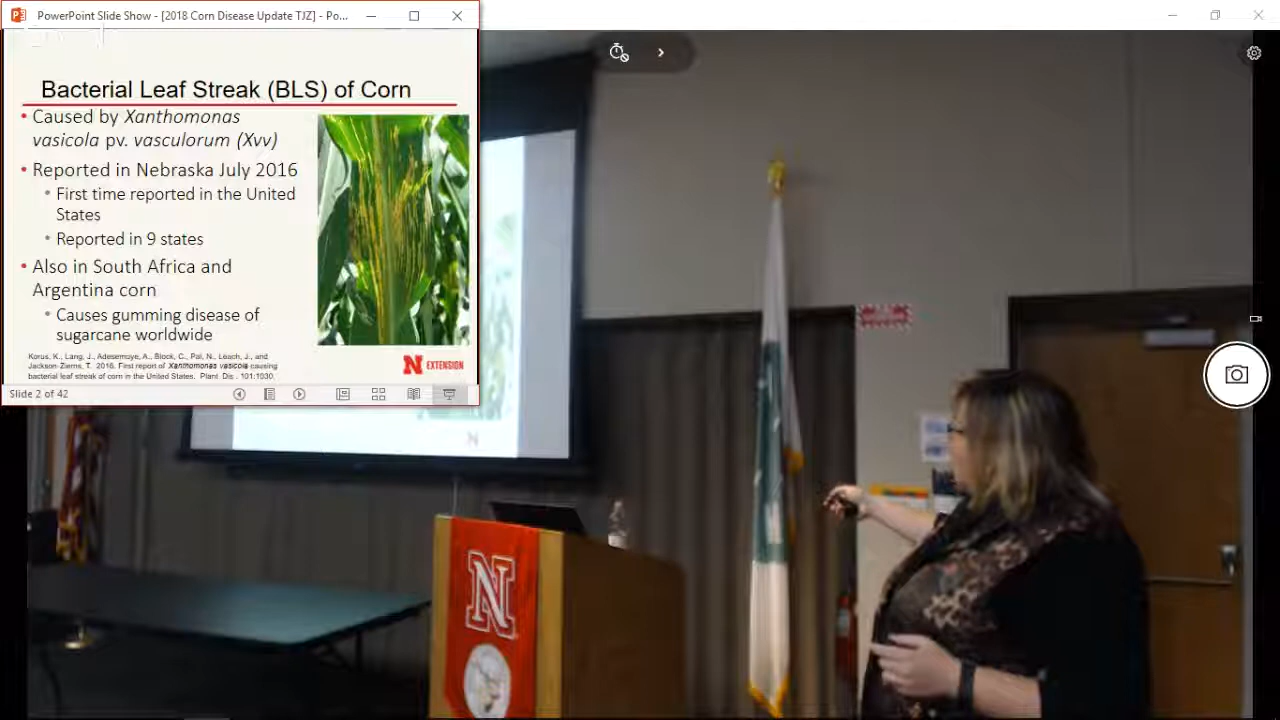 PowerPoint Slide Show - [2018 Corn Disease Update TJZ] - Po...
Bacterial Leaf Streak (BLS) of Corn
• Caused by Xanthomonas
vasicola pv. vasculorum (Xvv)
• Reported in Nebraska July 2016
• First time reported in the United
States
• Reported in 9 states
• Also in South Africa and
Argentina corn
• Causes gumming disease of
sugarcane worldwide
Korus, K., Lang, J., Adesemoye, A., Block, C., Pal, N., Leach, J., and
Jackson-Ziems, T. 2016. First report of Xanthomonas vasicola causing
bacterial leaf streak of corn in the United States. Plant Dis. 101:1030.
N EXTENSION
Slide 2 of 42
N
N